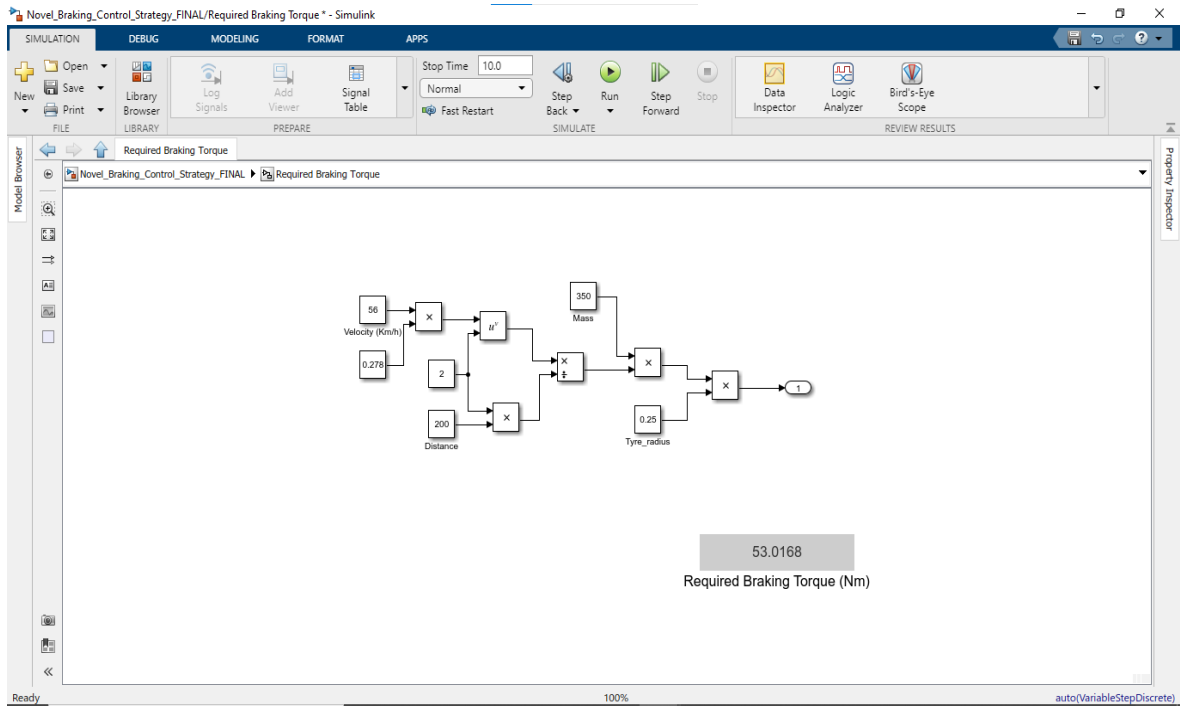 Novel_Braking_Control_Strategy_FINAL/Required Braking Torque * - Simulink
SIMULATION DEBUG MODELING FORMAT APPS
New
Open
Save
Print
FILE
Library Browser
LIBRARY
Log Signals
Add Viewer
Signal Table
PREPARE
Stop Time 10.0
Normal
Fast Restart
Step Back
Run
Step Forward
Stop
SIMULATE
Data Inspector
Logic Analyzer
Bird's-Eye Scope
REVIEW RESULTS
Model Browser
Required Braking Torque
Property Inspector
Novel_Braking_Control_Strategy_FINAL Required Braking Torque
56
Velocity (Km/h)
0.278
×
u^v
2
200
Distance
×
×
÷
350
Mass
×
0.25
Tyre_radius
×
1
53.0168
Required Braking Torque (Nm)
Ready
100%
auto(VariableStepDiscrete)